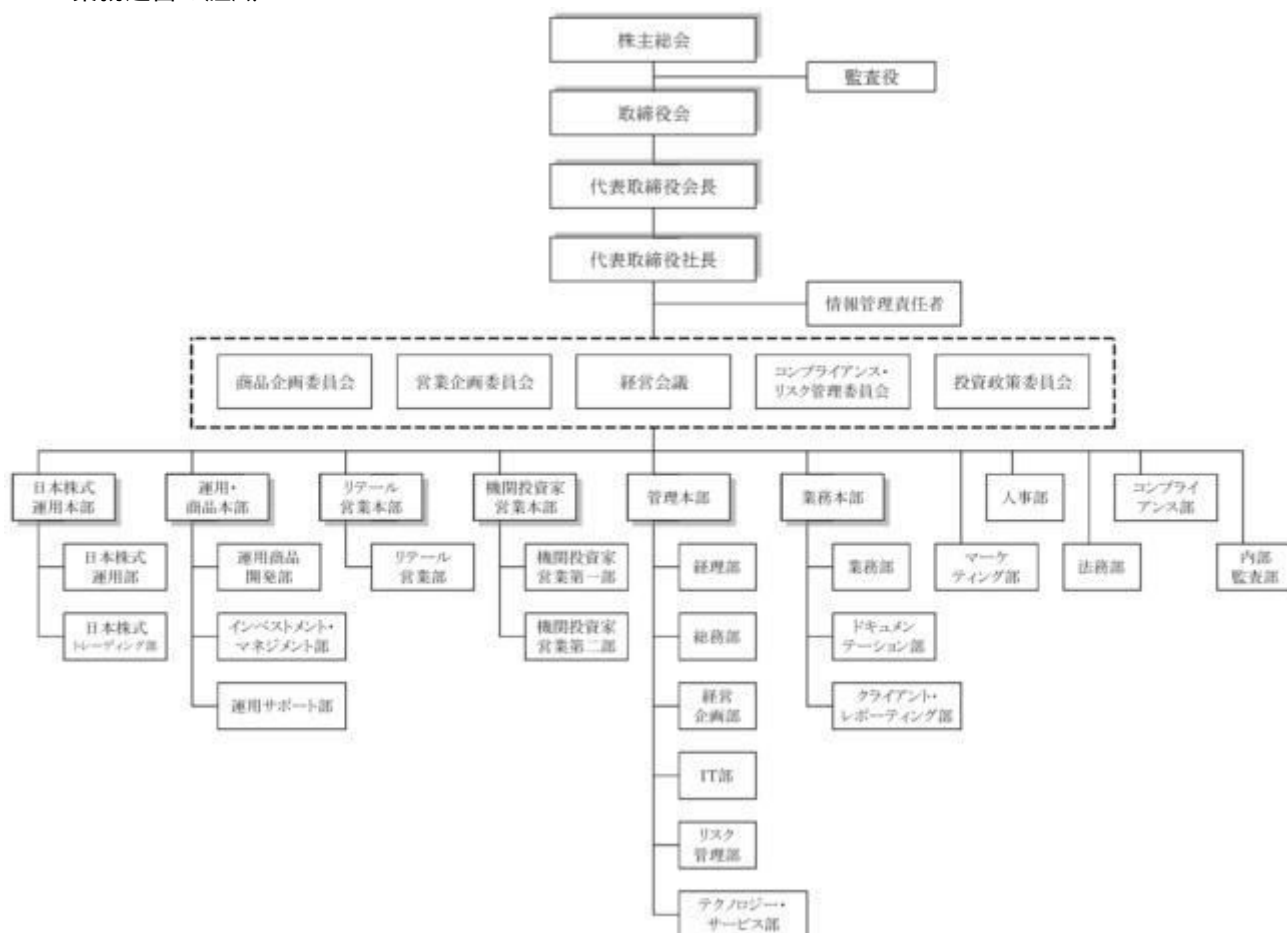 株主総会
監査役
取締役会
代表取締役会長
代表取締役社長
情報管理責任者
商品企画委員会
営業企画委員会
経営会議
コンプライアンス・
リスク管理委員会
投資政策委員会
日本株式
運用本部
運用・
商品本部
リテール
営業本部
機関投資家
営業本部
管理本部
業務本部
人事部
コンプライ
アンス部
日本株式
運用部
運用商品
開発部
リテール
営業部
機関投資家
営業第一部
経理部
業務部
マーケ
ティング部
法務部
内部
監査部
日本株式
トレーディング部
インベストメント・
マネジメント部
機関投資家
営業第二部
総務部
ドキュメン
テーション部
運用サポート部
経営
企画部
クライアント・
レポーティング部
IT部
リスク
管理部
テクノロジー・
サービス部